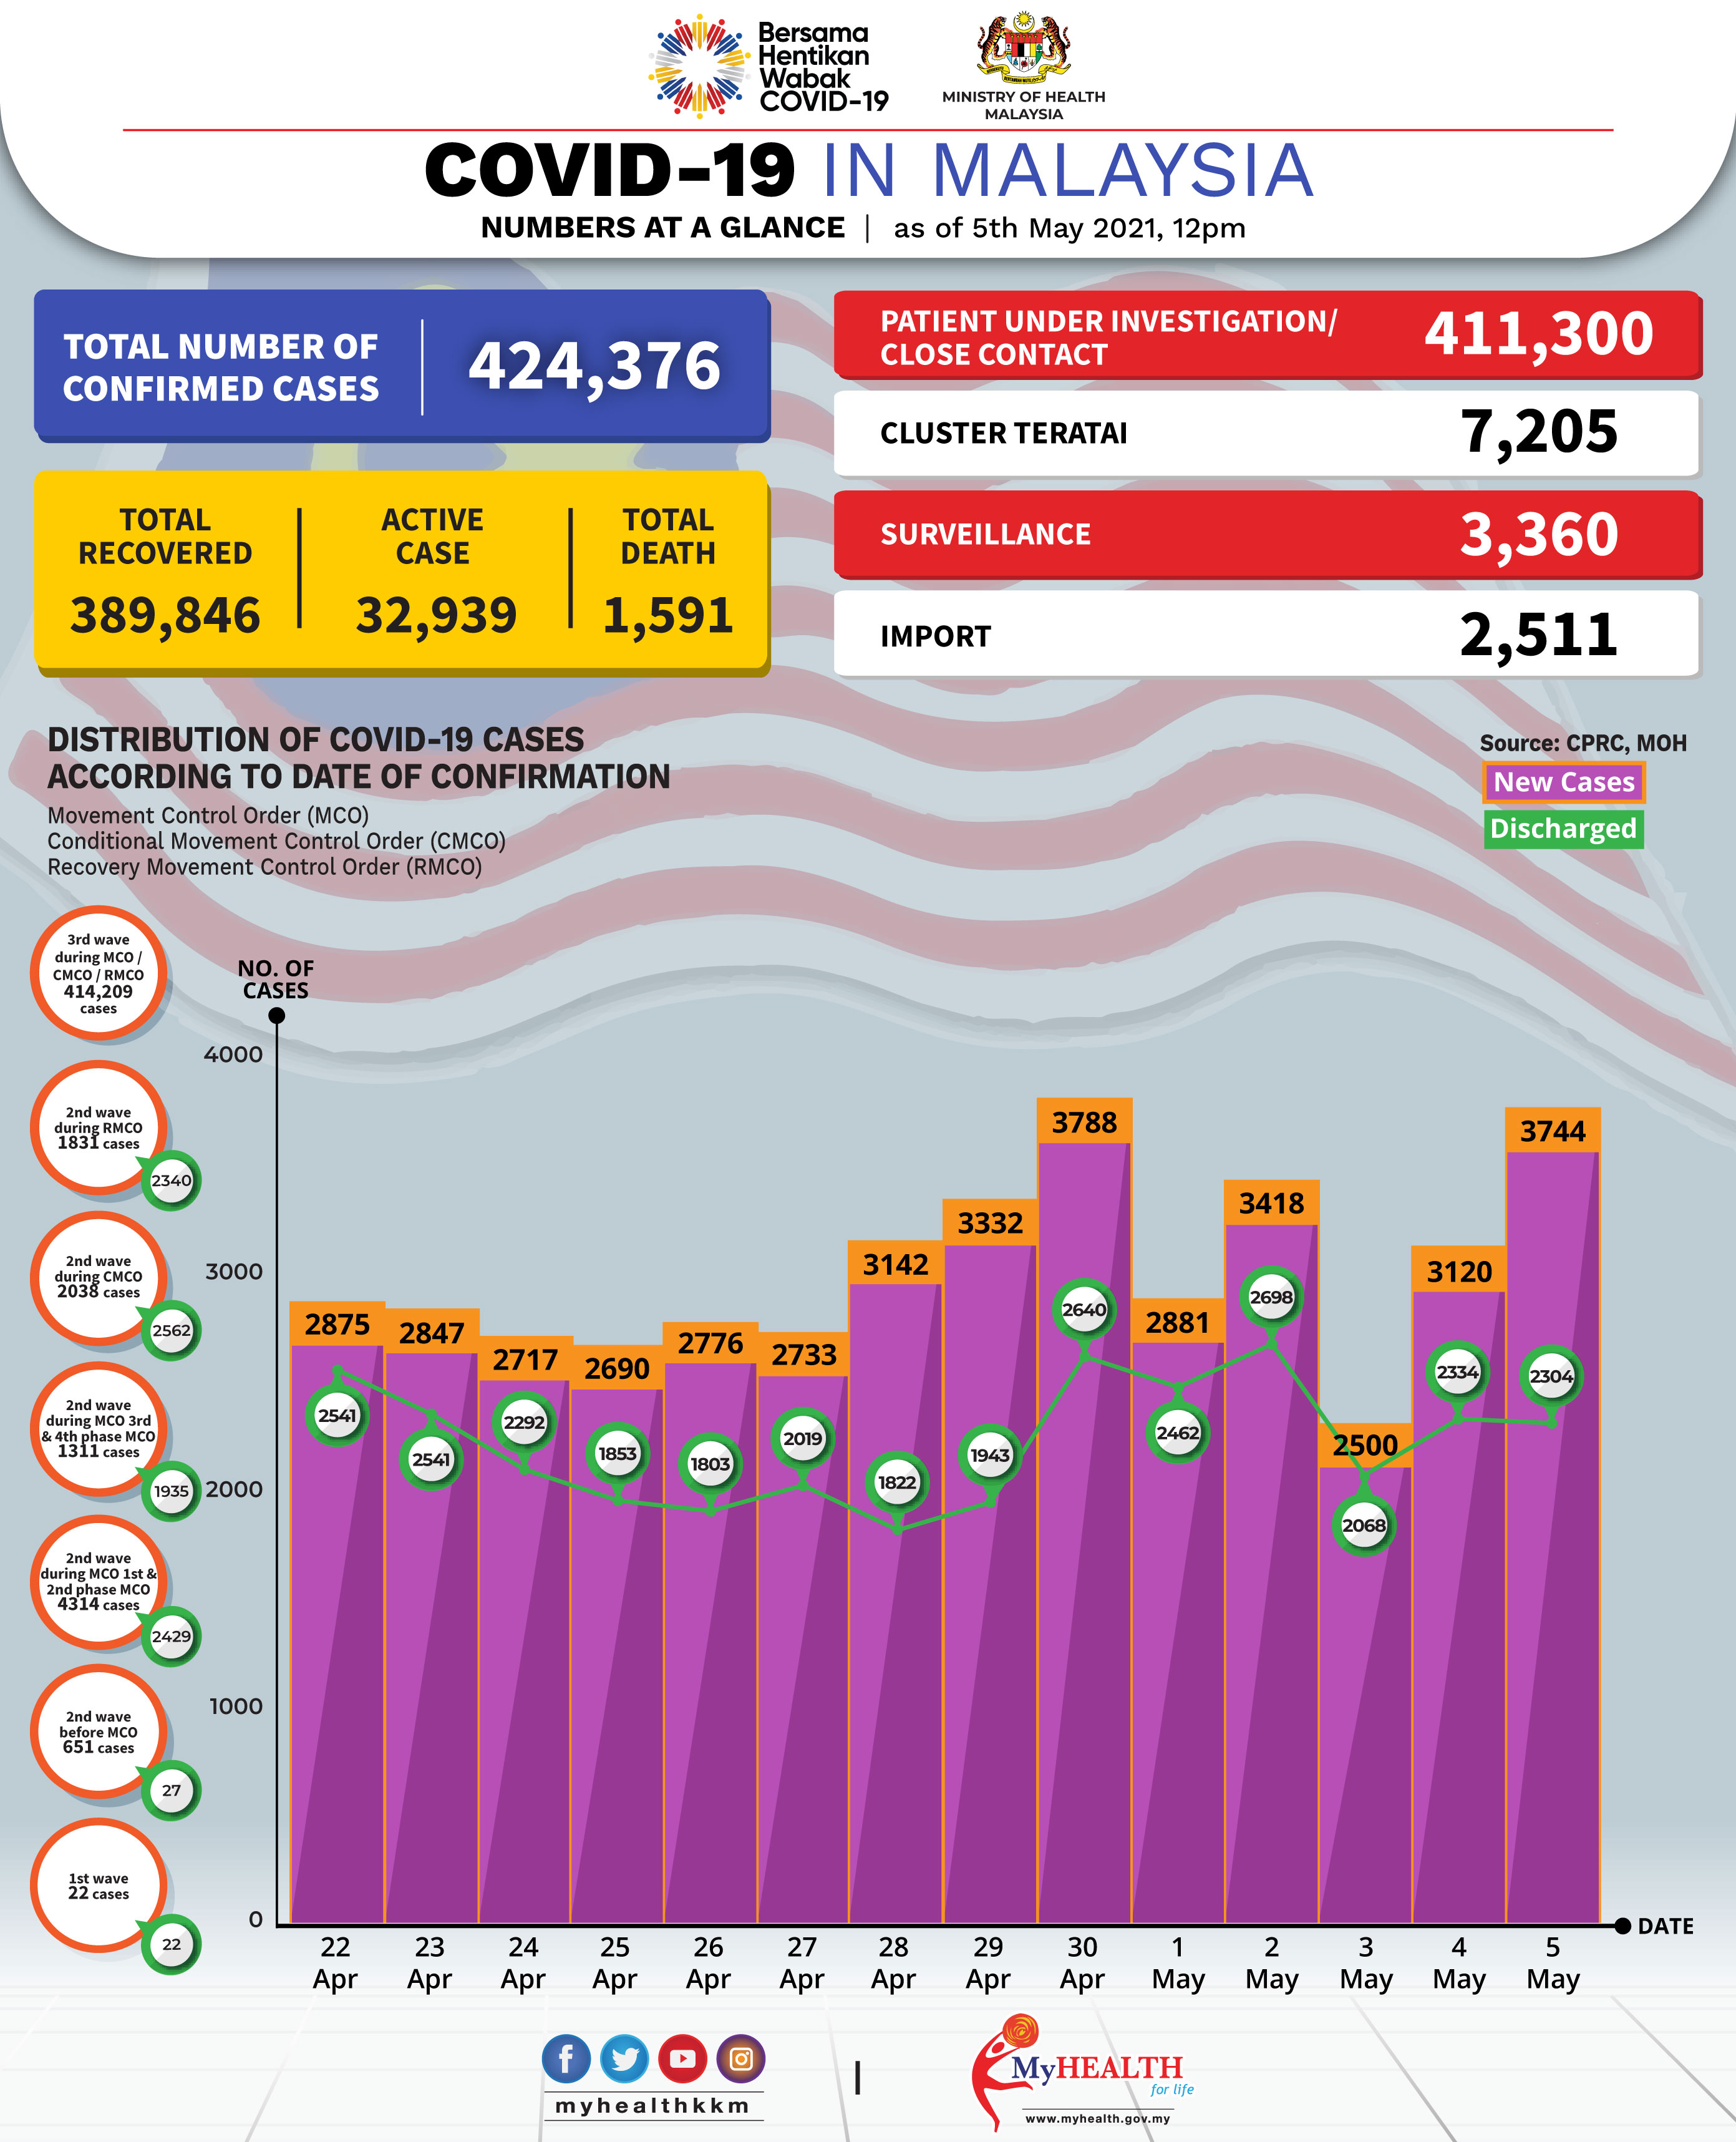 Bersama
Hentikan
Wabak
COVID-19
MINISTRY OF HEALTH
MALAYSIA
COVID-19 IN MALAYSIA
NUMBERS AT A GLANCE | as of 5th May 2021, 12pm
TOTAL NUMBER OF
CONFIRMED CASES
424,376
TOTAL
RECOVERED
389,846
ACTIVE
CASE
32,939
TOTAL
DEATH
1,591
PATIENT UNDER INVESTIGATION/
CLOSE CONTACT
411,300
CLUSTER TERATAI
7,205
SURVEILLANCE
3,360
IMPORT
2,511
DISTRIBUTION OF COVID-19 CASES
ACCORDING TO DATE OF CONFIRMATION
Movement Control Order (MCO)
Conditional Movement Control Order (CMCO)
Recovery Movement Control Order (RMCO)
Source: CPRC, MOH
New Cases
Discharged
3rd wave
during MCO /
CMCO / RMCO
414,209
cases
2nd wave
during RMCO
1831 cases
2340
2nd wave
during CMCO
2038 cases
2562
2nd wave
during MCO 3rd
& 4th phase MCO
1311 cases
1935
2nd wave
during MCO 1st &
2nd phase MCO
4314 cases
2429
2nd wave
before MCO
651 cases
27
1st wave
22 cases
22
NO. OF
CASES
4000
3000
2000
1000
0
2875
2847
2717
2690
2776
2733
3142
3332
3788
2881
3418
2500
3120
3744
2541
2541
2292
1853
1803
2019
1822
1943
2640
2462
2698
2068
2334
2304
22
Apr
23
Apr
24
Apr
25
Apr
26
Apr
27
Apr
28
Apr
29
Apr
30
Apr
1
May
2
May
3
May
4
May
5
May
DATE
myhealthkkm
MyHEALTH
for life
www.myhealth.gov.my